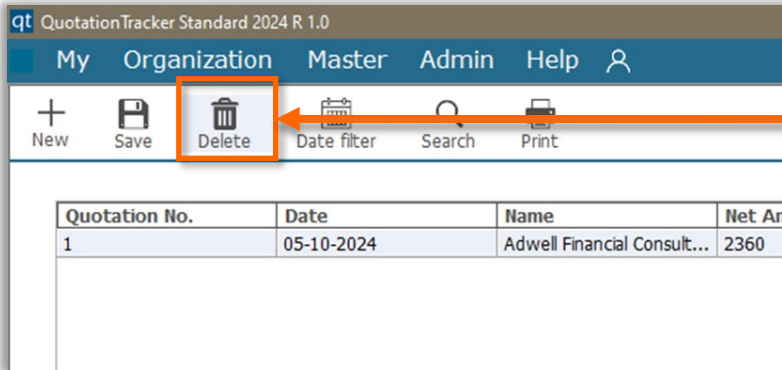 qt QuotationTracker Standard 2024 R 1.0
My Organization Master Admin Help
New Save Delete Date filter Search Print
Quotation No. Date Name Net
1 05-10-2024 Adwell Financial Consult... 2360